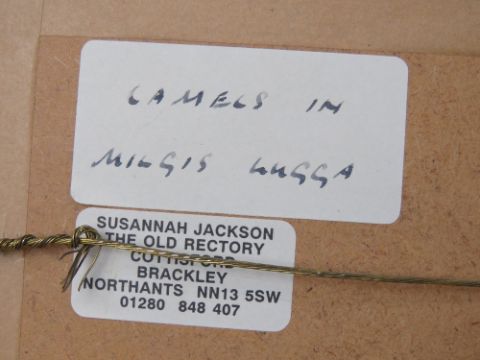 CAMELS IN
MILGIS LUGGA
SUSANNAH JACKSON
THE OLD RECTORY
COTTISFORD
BRACKLEY
NORTHANTS NN13 5SW
01280 848 407